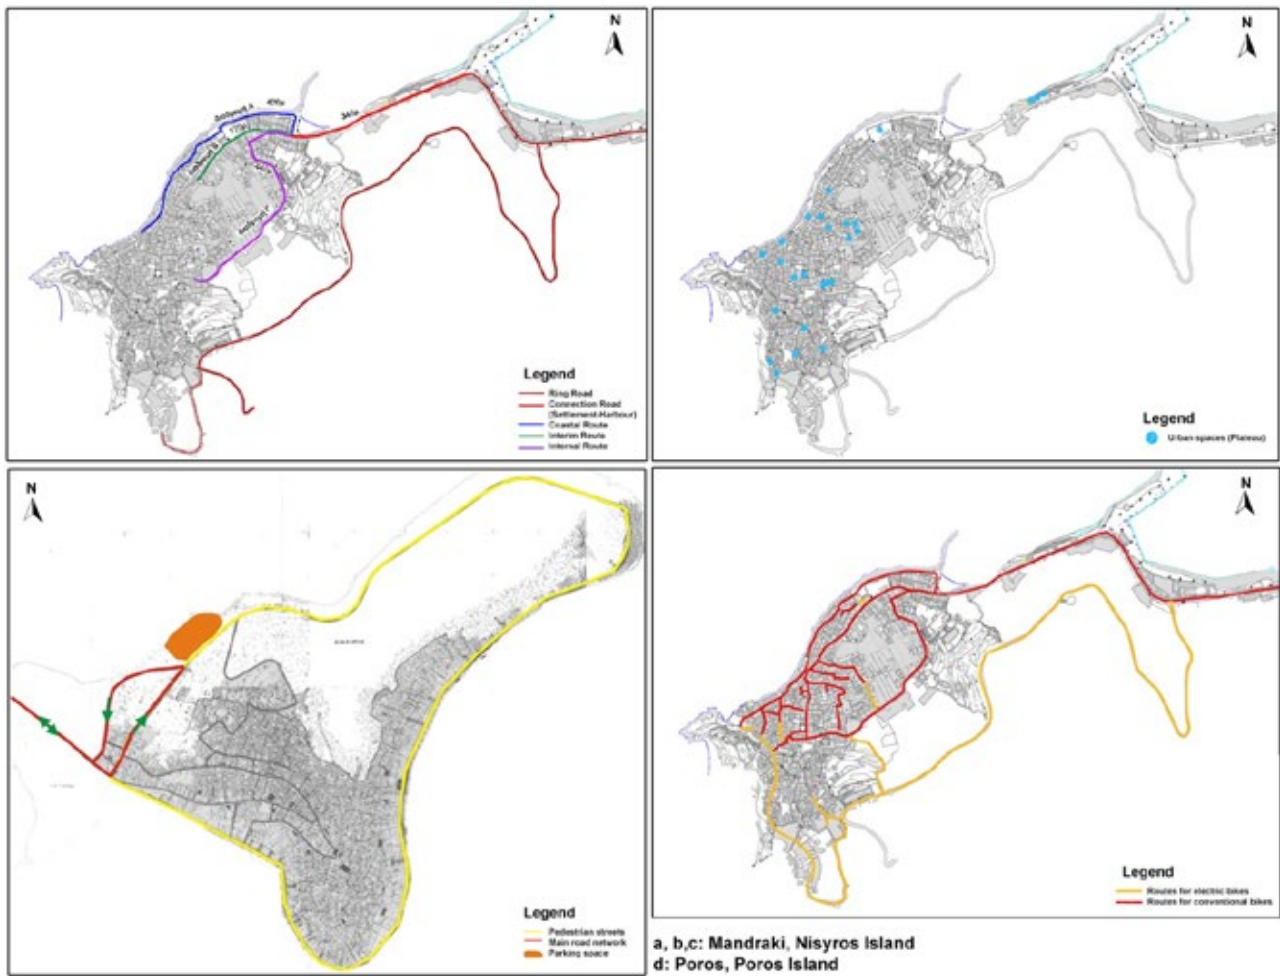 N
Legend
Ring Road
Connection Road
(Settlement-Harbour)
Coastal Route
Interim Route
Internal Route
N
Legend
Urban spaces (Plateau)
N
Legend
Pedestrian streets
Main road network
Parking space
N
Legend
Routes for electric bikes
Routes for conventional bikes
a, b,c: Mandraki, Nisyros Island
d: Poros, Poros Island